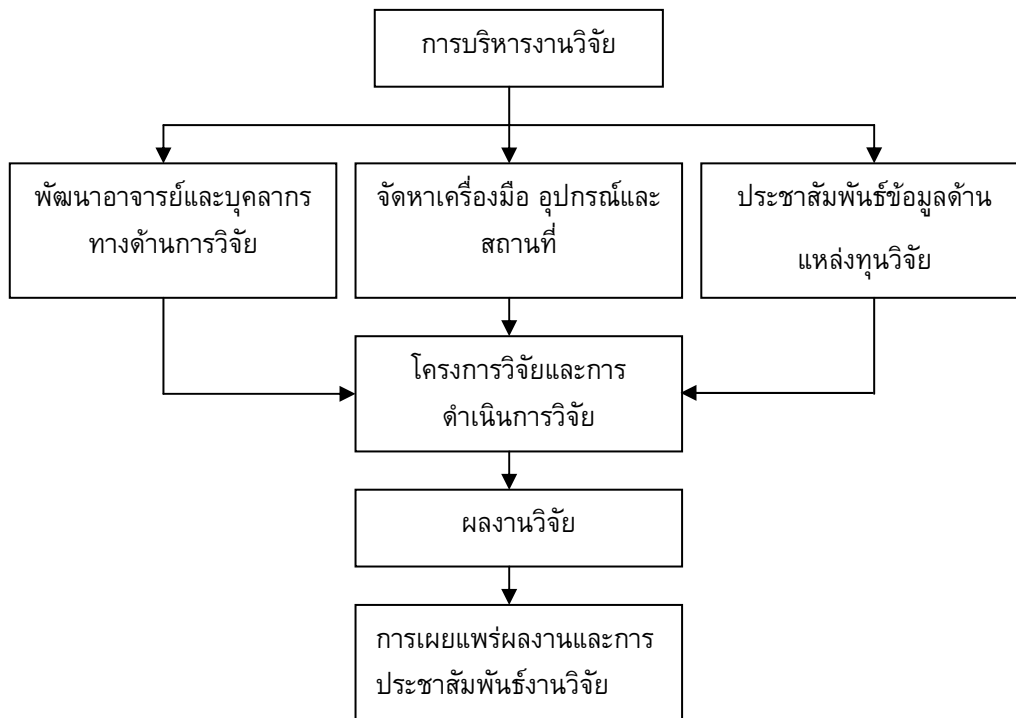 การบริหารงานวิจัย
พัฒนาอาจารย์และบุคลากร
ทางด้านการวิจัย
จัดหาเครื่องมือ อุปกรณ์และ
สถานที่
ประชาสัมพันธ์ข้อมูลด้าน
แหล่งทุนวิจัย
โครงการวิจัยและการ
ดำเนินการวิจัย
ผลงานวิจัย
การเผยแพร่ผลงานและการ
ประชาสัมพันธ์งานวิจัย